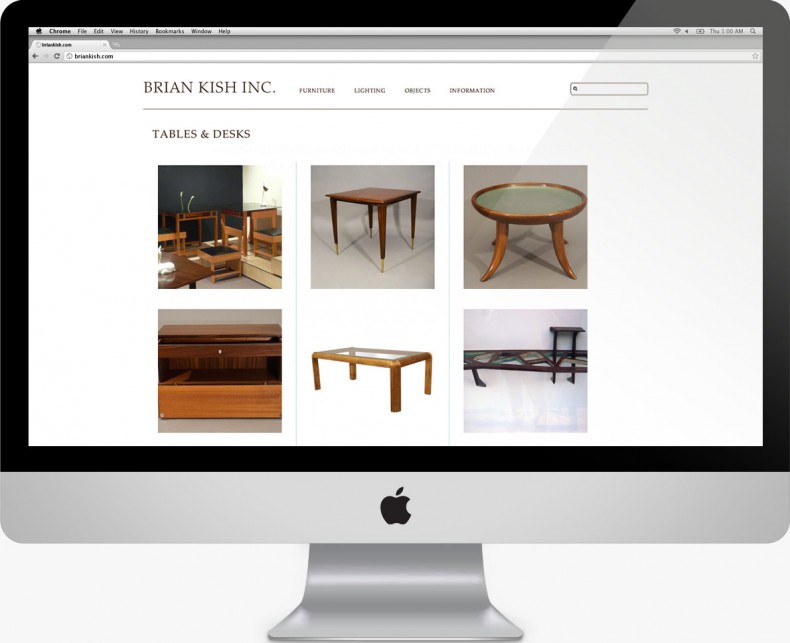 Chrome File Edit View History Bookmarks Window Help Thu 1:00 AM
briankish.com
briankish.com
BRIAN KISH INC. FURNITURE LIGHTING OBJECTS INFORMATION
TABLES & DESKS